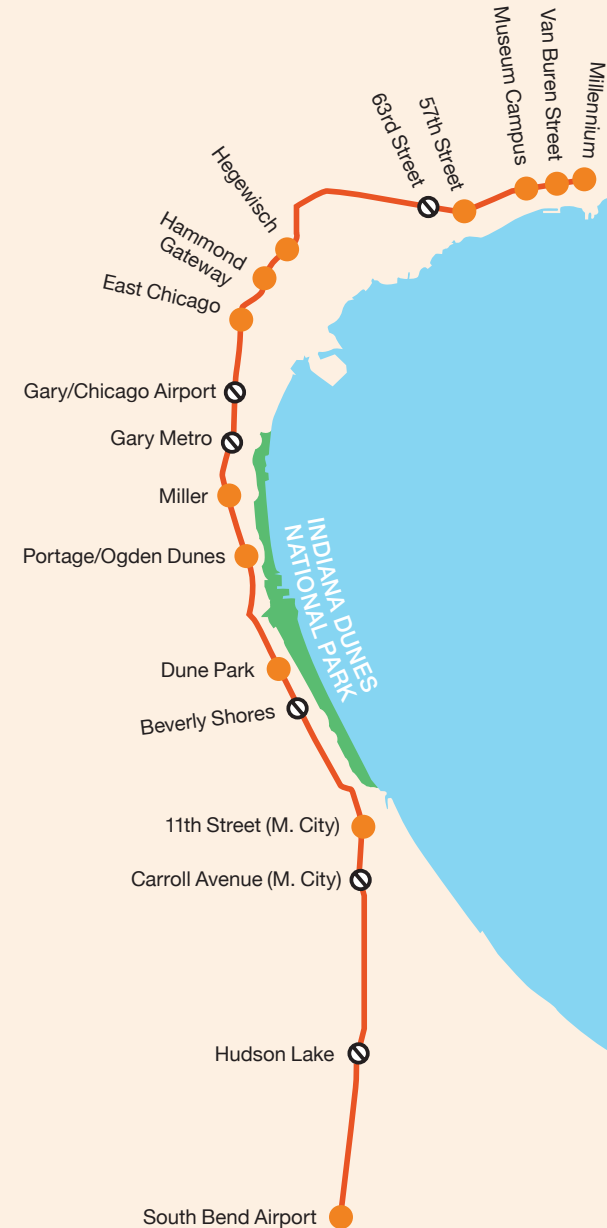 Millennium
Van Buren Street
Museum Campus
57th Street
63rd Street
Hegewisch
Hammond
Gateway
East Chicago
Gary/Chicago Airport
Gary Metro
Miller
Portage/Ogden Dunes
INDIANA DUNES
NATIONAL PARK
Dune Park
Beverly Shores
11th Street (M. City)
Carroll Avenue (M. City)
Hudson Lake
South Bend Airport